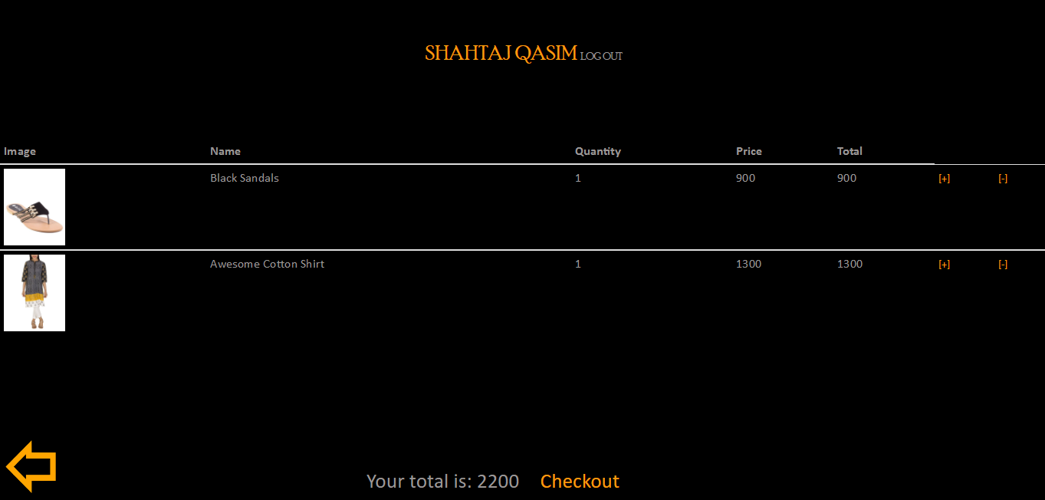 SHAHTAJ QASIM LOG OUT
Image Name Quantity Price Total
Black Sandals 1 900 900 [+] [-]
Awesome Cotton Shirt 1 1300 1300 [+] [-]
Your total is: 2200 Checkout